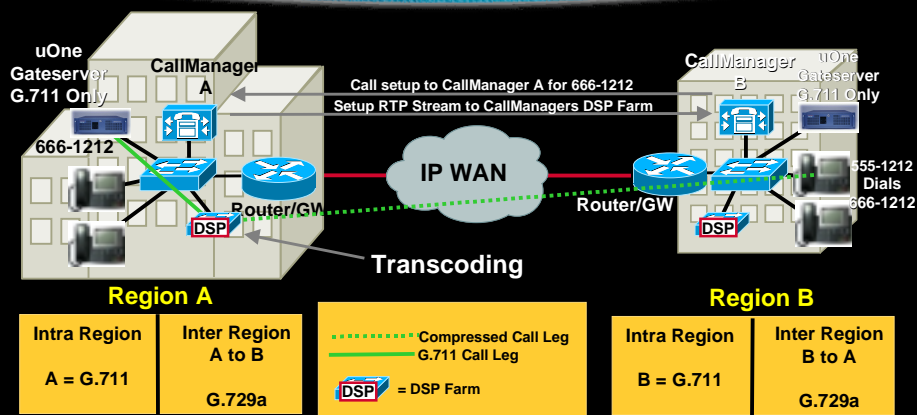 uOne
Gateserver
G.711 Only
666-1212
CallManager
A
Call setup to CallManager A for 666-1212
Setup RTP Stream to CallManagers DSP Farm
CallManager
B
uOne
Gateserver
G.711 Only
IP WAN
Router/GW
Router/GW
555-1212
Dials
666-1212
DSP
DSP
Transcoding
Region A
Region B
Intra Region
A = G.711
Inter Region
A to B
G.729a
Compressed Call Leg
G.711 Call Leg
DSP = DSP Farm
Intra Region
B = G.711
Inter Region
B to A
G.729a